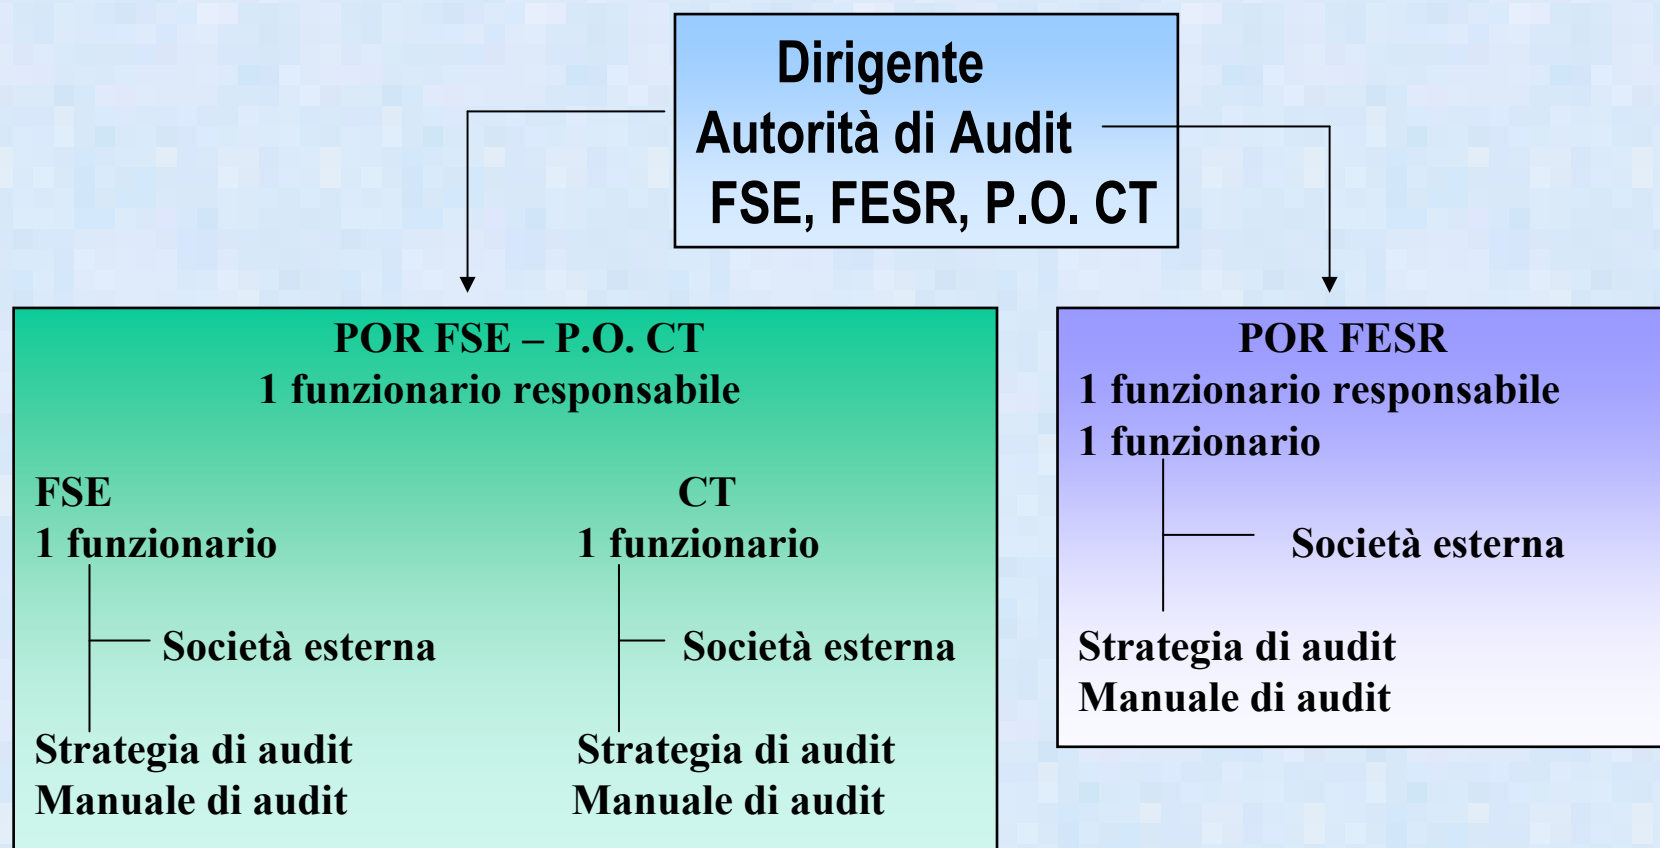 Dirigente
Autorità di Audit
FSE, FESR, P.O. CT
POR FSE – P.O. CT
1 funzionario responsabile
FSE
1 funzionario
Società esterna
Strategia di audit
Manuale di audit
CT
1 funzionario
Società esterna
Strategia di audit
Manuale di audit
POR FESR
1 funzionario responsabile
1 funzionario
Società esterna
Strategia di audit
Manuale di audit